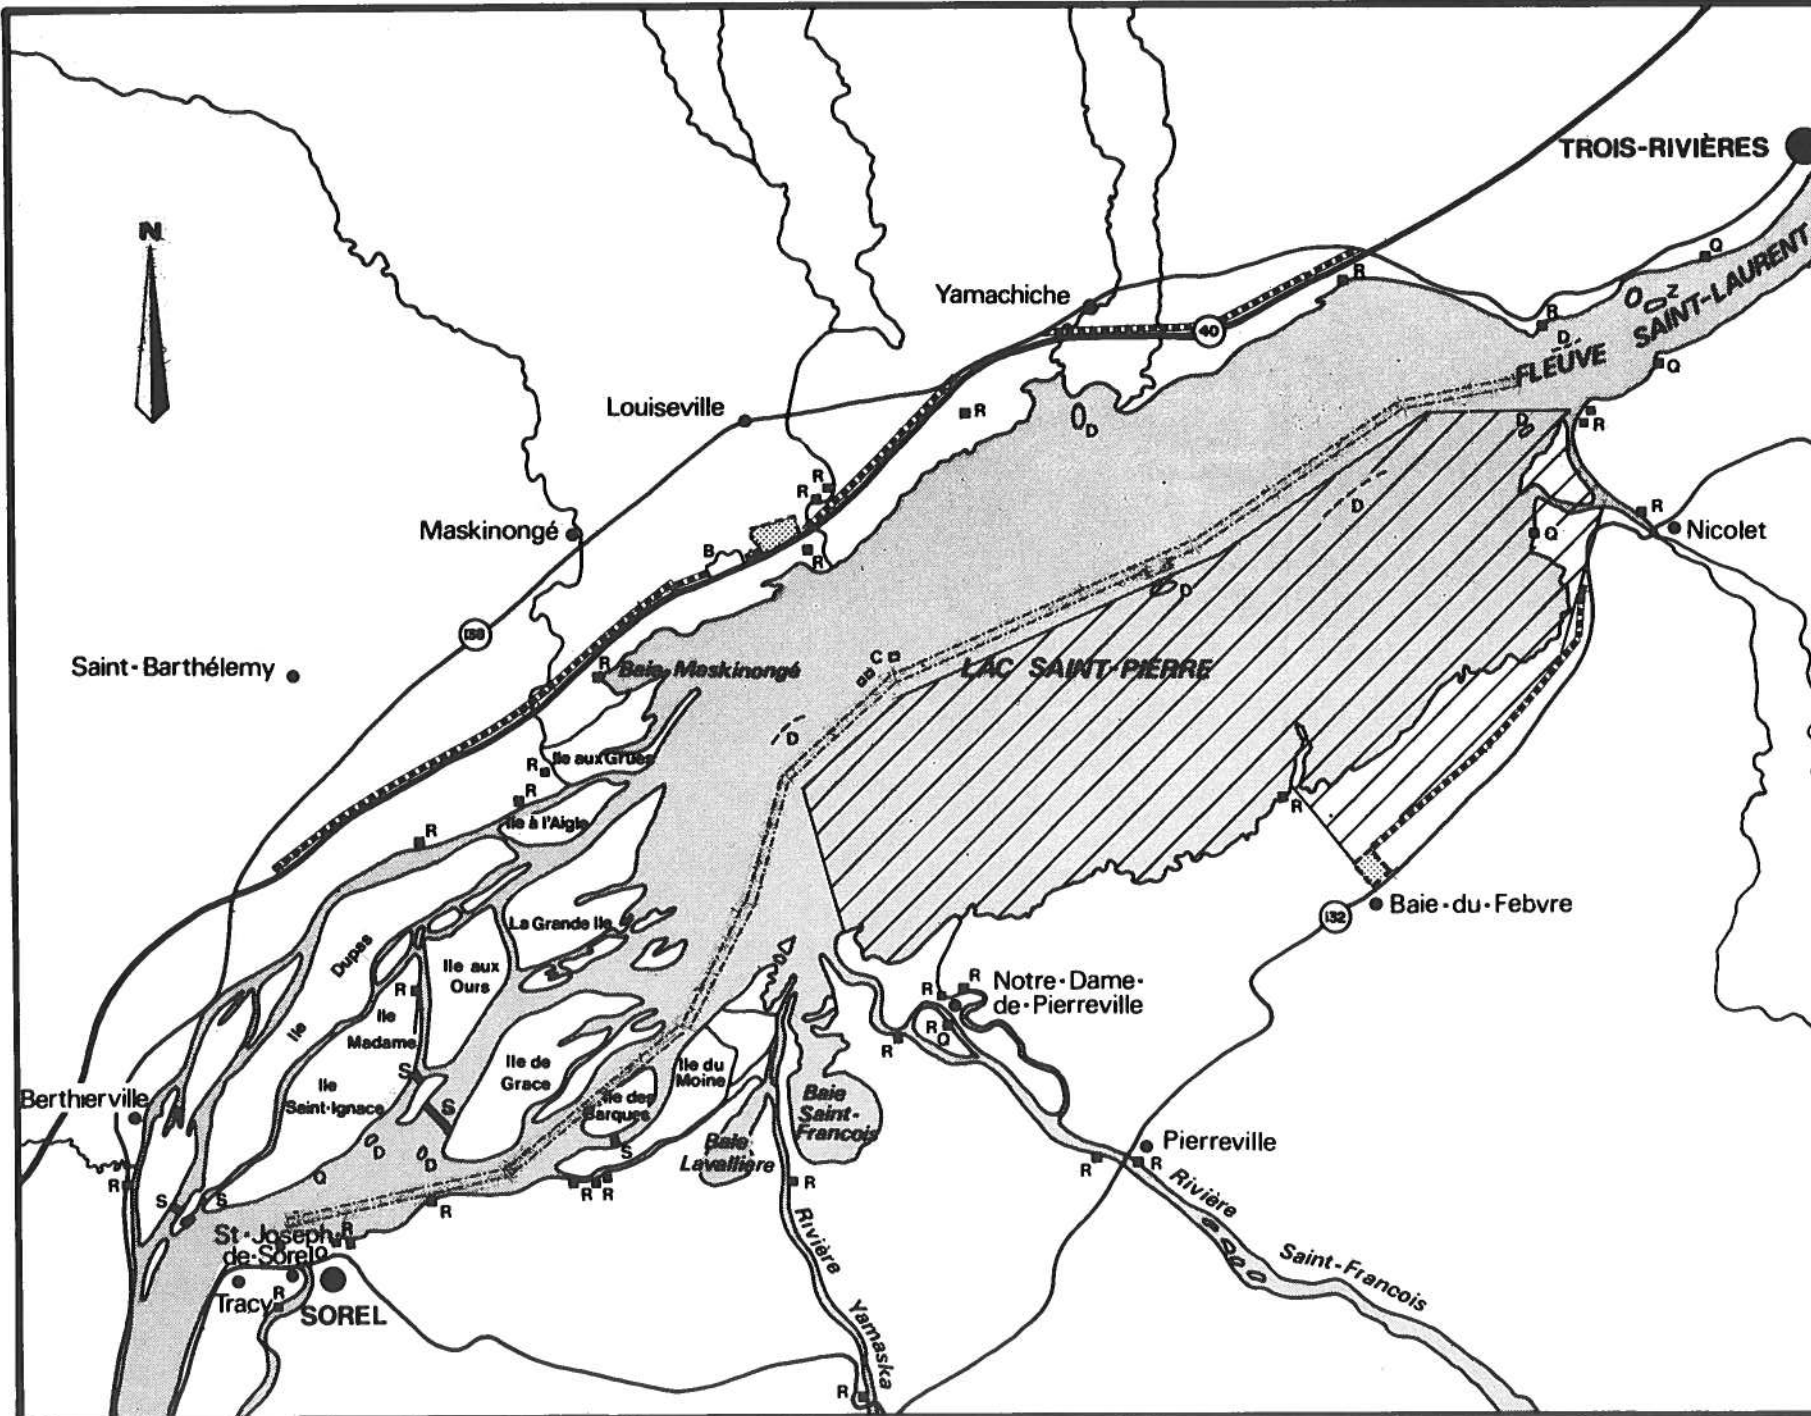 TROIS-RIVIÈRES
N
Q
R
Z
SAINT-LAURENT
Yamachiche
40
R
D
FLEUVE
Q
Louiseville
R
D
D
R
R
R
D
R
Nicolet
Maskinongé
B
R
Q
138
D
Saint-Barthélemy
R
Baie Maskinongé
C
LAC SAINT-PIERRE
D
R
Ile aux Grues
R
R
Ile à l'Aigle
R
Baie-du-Febvre
132
La Grande Ile
Dupas
Ile aux
Ours
R
R
R
Notre-Dame-
de-Pierreville
Ile
Ile
Madame
R
Q
R
Ile de
Grace
Ile du
Moine
S
Ile
Saint-Ignace
S
Ile des
Barques
Baie
Saint-
Francois
Berthierville
D
D
S
Baie
Lavallière
Pierreville
R
R
Q
R
S
S
R
R
R
R
Rivière
St-Joseph-
de-Sorel
R
Q
Rivière
Saint-Francois
Tracy
R
SOREL
Yamaska
R